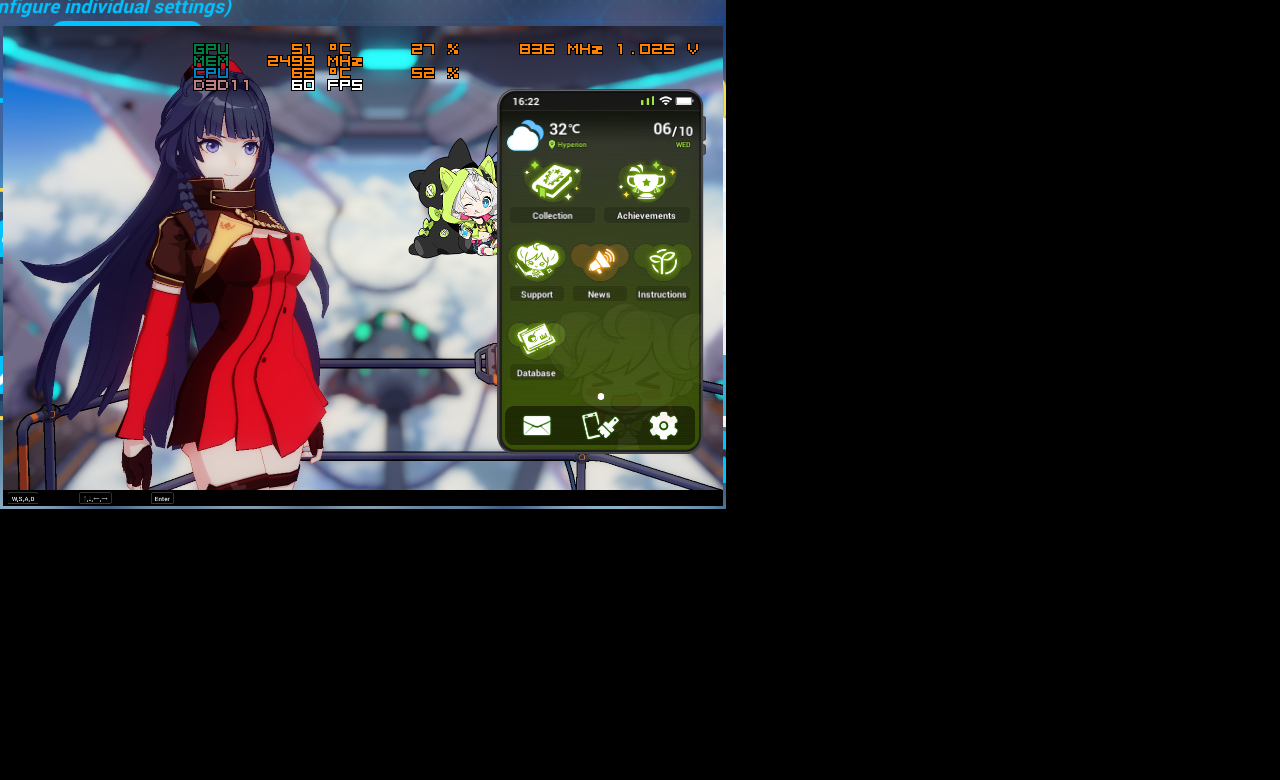 nfigure individual settings)
GPU 51 °C 27 % 836 MHz 1.025 V
MEM 2499 MHz
CPU 62 °C 52 %
D3D11 60 FPS
16:22
32℃ 06/10
Hyperion WED
Collection Achievements
Support News Instructions
Database
W,S,A,D ↑,↓,←,→ Enter